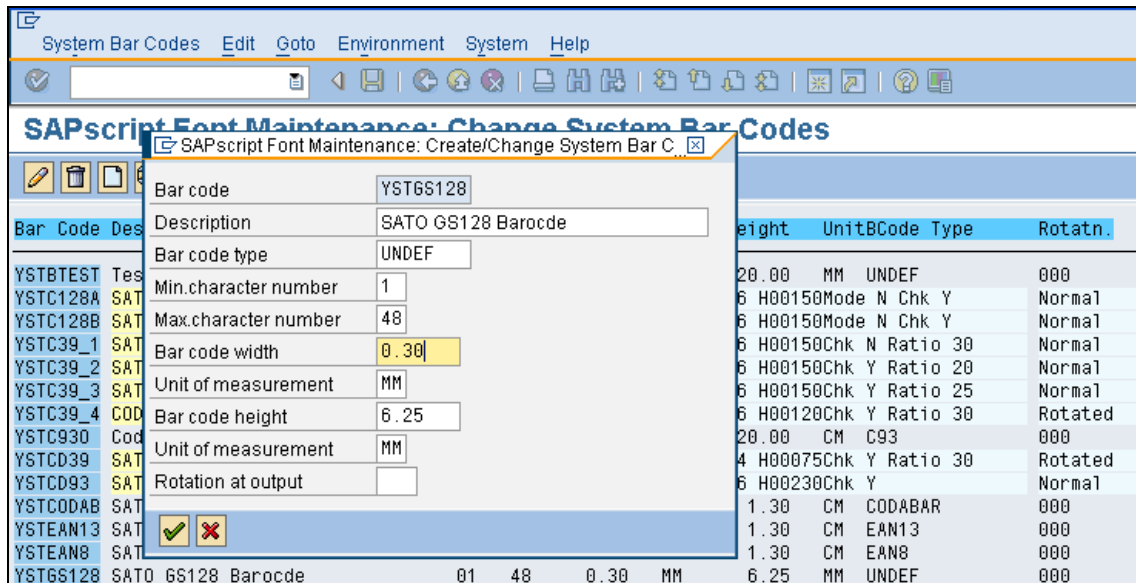 System Bar Codes Edit Goto Environment System Help
SAPscript Font Maintenance: Change System Bar Codes
SAPscript Font Maintenance: Create/Change System Bar C...
Bar code YSTGS128
Description SATO GS128 Barocde
Bar code type UNDEF
Min.character number 1
Max.character number 48
Bar code width 0.30
Unit of measurement MM
Bar code height 6.25
Unit of measurement MM
Rotation at output
Bar Code Des eight UnitBCode Type Rotatn.
YSTBTEST Tes 20.00 MM UNDEF 000
YSTC128A SAT 6 H00150Mode N Chk Y Normal
YSTC128B SAT 6 H00150Mode N Chk Y Normal
YSTC39_1 SAT 6 H00150Chk N Ratio 30 Normal
YSTC39_2 SAT 6 H00150Chk Y Ratio 20 Normal
YSTC39_3 SAT 6 H00150Chk Y Ratio 25 Normal
YSTC39_4 COD 6 H00120Chk Y Ratio 30 Rotated
YSTC930 Cod 20.00 CM C93 000
YSTCD39 SAT 4 H00075Chk Y Ratio 30 Rotated
YSTCD93 SAT 6 H00230Chk Y Normal
YSTCODAB SAT 1.30 CM CODABAR 000
YSTEAN13 SAT 1.30 CM EAN13 000
YSTEAN8 SAT 1.30 CM EAN8 000
YSTGS128 SATO GS128 Barocde 01 48 0.30 MM 6.25 MM UNDEF 000